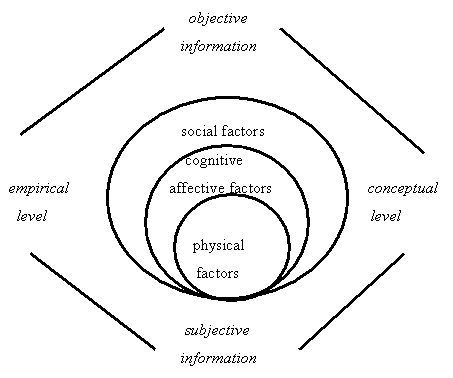 objective
information
social factors
cognitive
affective factors
empirical
level
conceptual
level
physical
factors
subjective
information